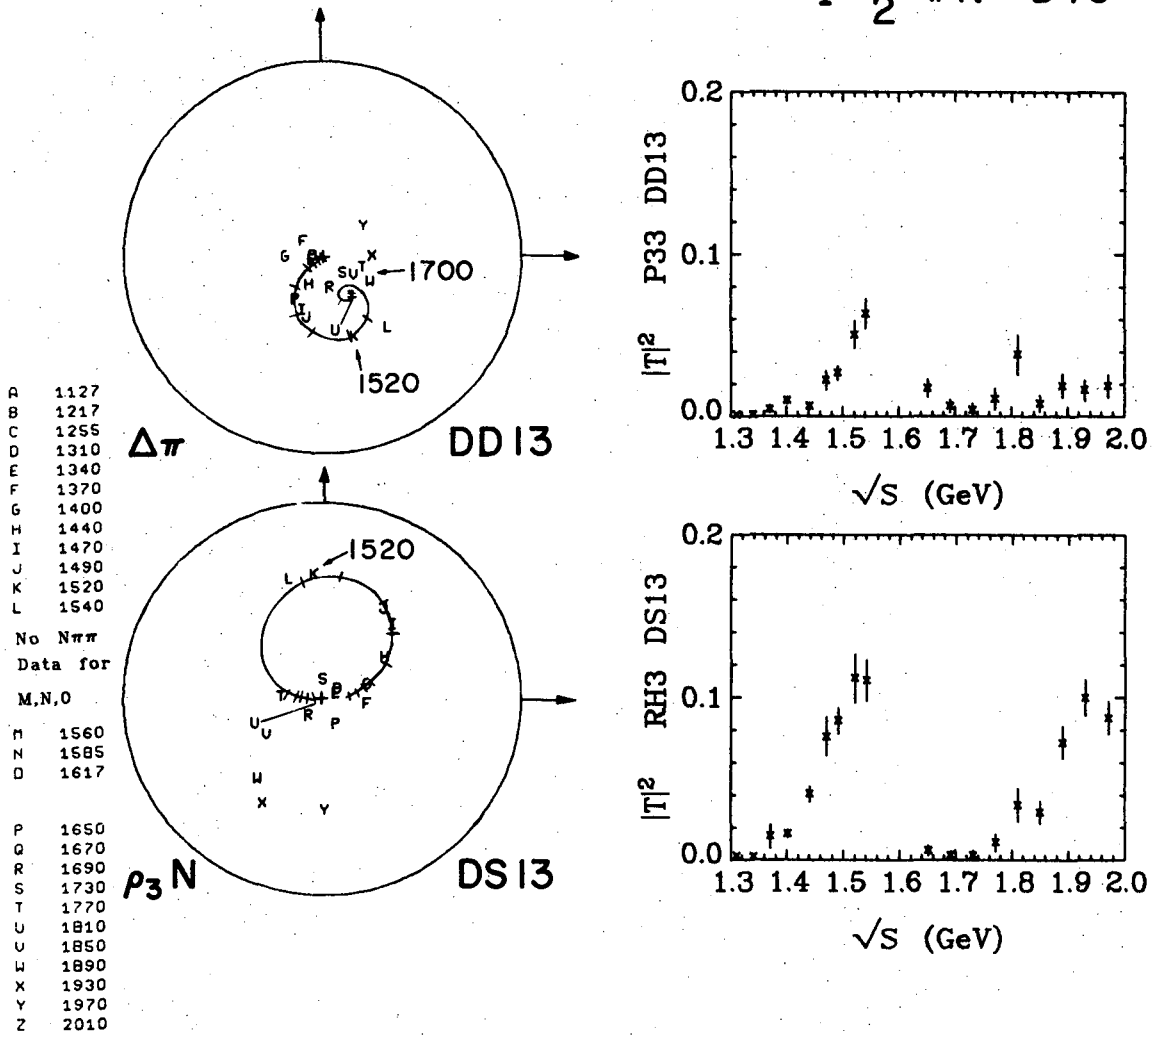 2
1700
1520
Δπ DD13
A 1127
B 1217
C 1255
D 1310
E 1340
F 1370
G 1400
H 1440
I 1470
J 1490
K 1520
L 1540
No Nππ
Data for
M,N,O
M 1560
N 1585
O 1617
P 1650
Q 1670
R 1690
S 1730
T 1770
U 1810
V 1850
W 1890
X 1930
Y 1970
Z 2010
F
G
H
P
I
J
K
L
R
S
V
T
W
X
Y
U
1520
L
K
J
I
H
G
F
S
T
R
P
U
V
W
X
Y
ρ₃N DS13
|T|² P33 DD13
0.2
0.1
0.0
1.3 1.4 1.5 1.6 1.7 1.8 1.9 2.0
√S (GeV)
|T|² RH3 DS13
0.2
0.1
0.0
1.3 1.4 1.5 1.6 1.7 1.8 1.9 2.0
√S (GeV)